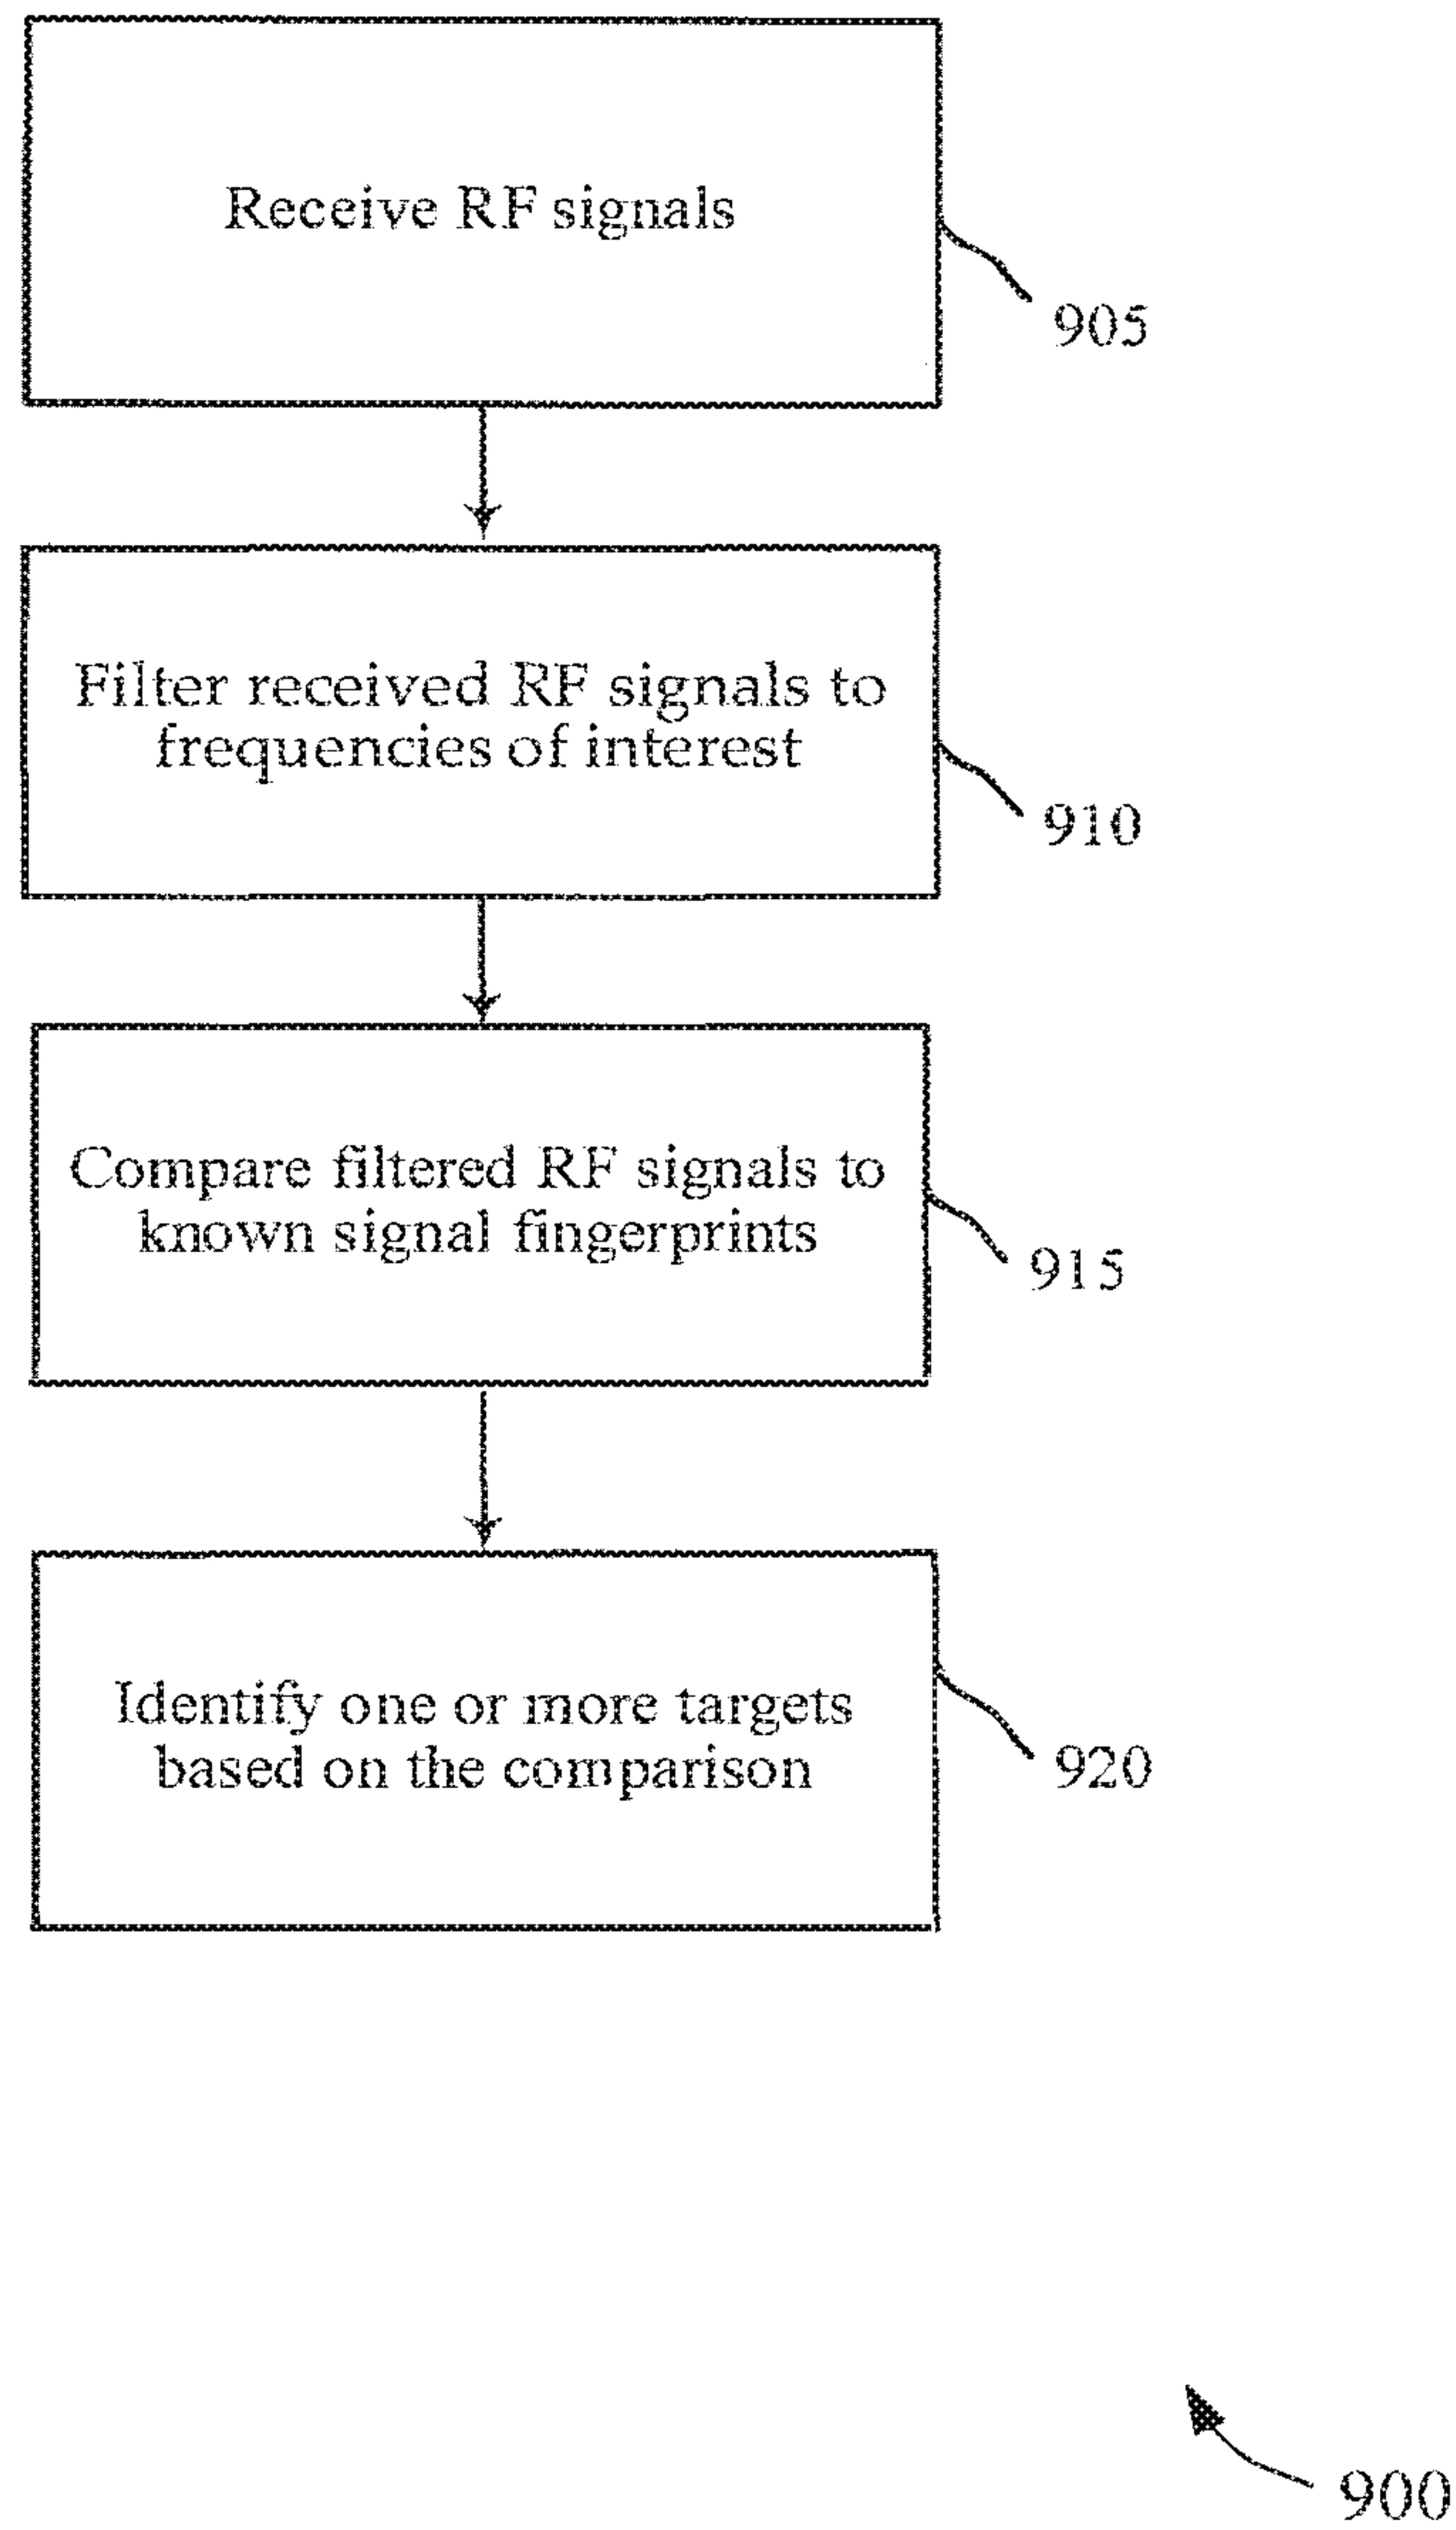 Receive RF signals
905
Filter received RF signals to
frequencies of interest
910
Compare filtered RF signals to
known signal fingerprints
915
Identify one or more targets
based on the comparison
920
900